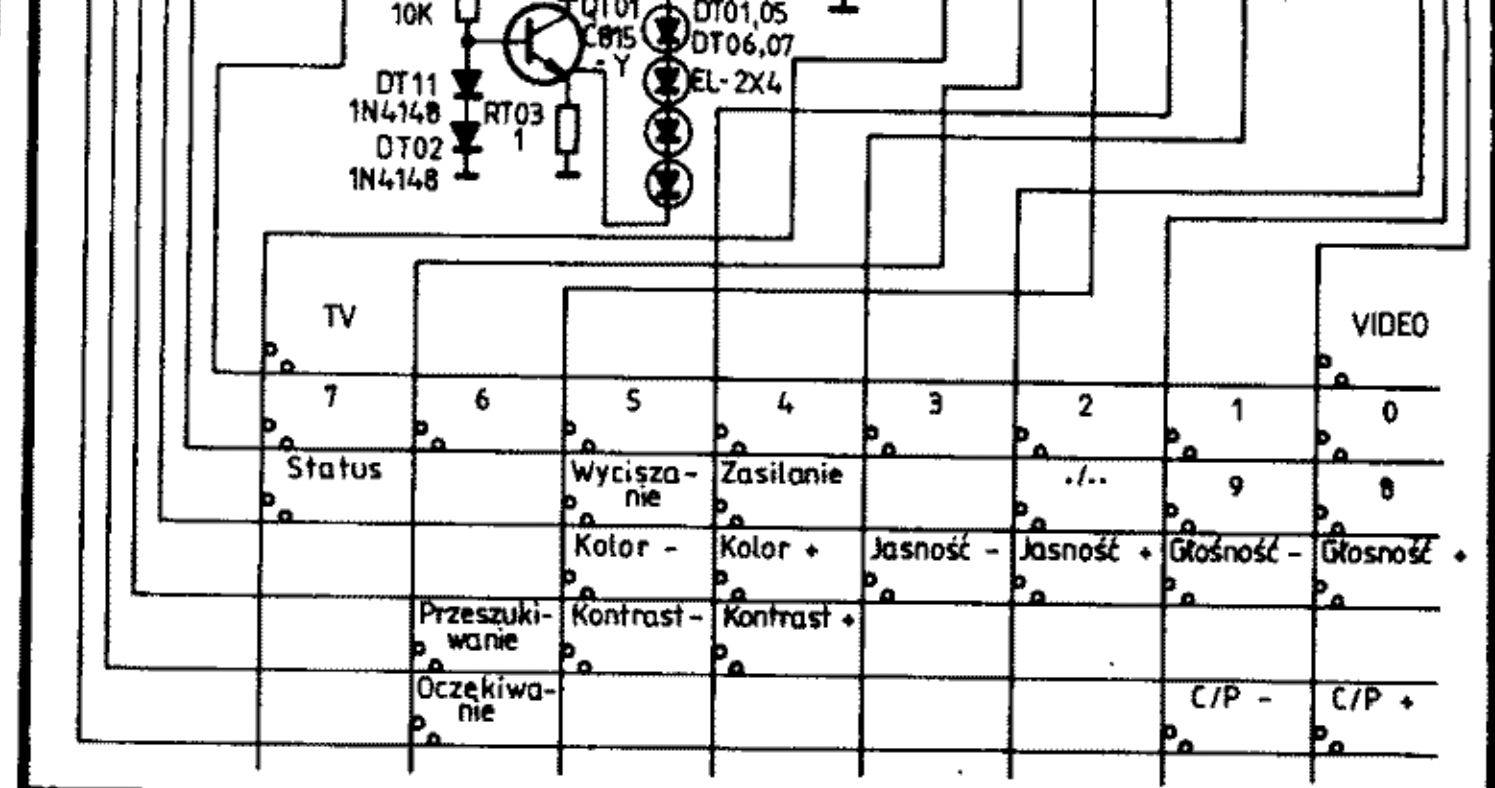 10K
QT01
C815
-Y
DT01,05
DT06,07
EL-2X4
DT11
1N4148
DT02
1N4148
RT03
1
TV
VIDEO
7
6
5
4
3
2
1
0
Status
Wycisza-
nie
Zasilanie
./..
9
8
Kolor -
Kolor +
Jasność -
Jasność +
Głośność -
Głosność +
Przeszuki-
wanie
Kontrast-
Kontrast +
Oczękiwa-
nie
C/P -
C/P +